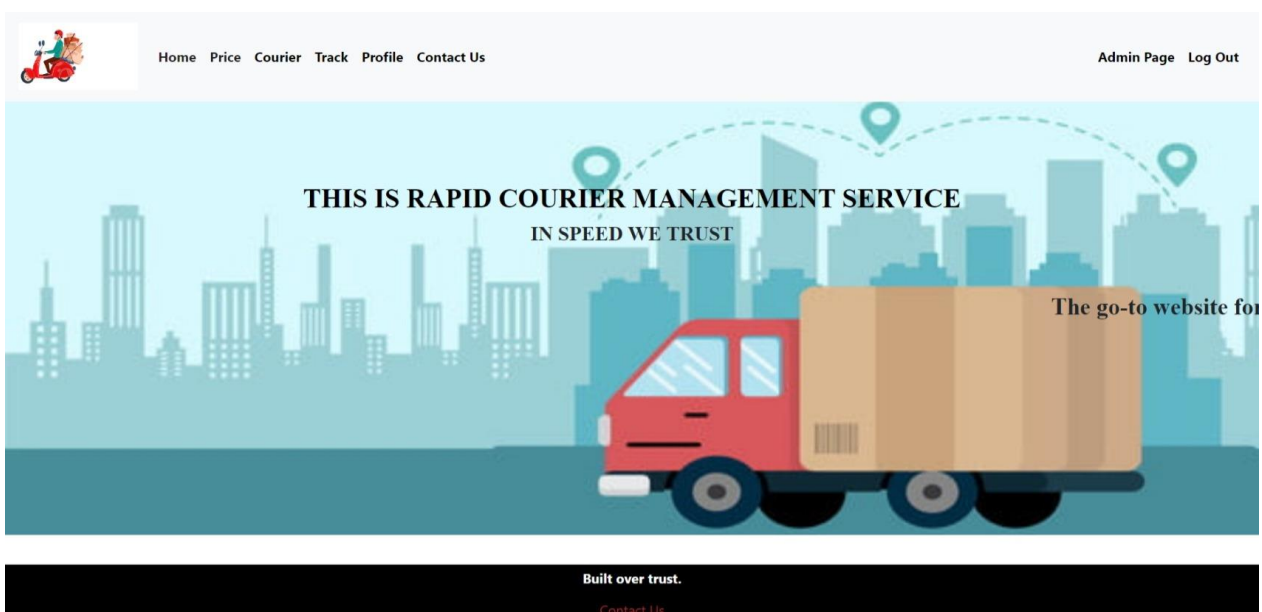 Home Price Courier Track Profile Contact Us Admin Page Log Out
THIS IS RAPID COURIER MANAGEMENT SERVICE
IN SPEED WE TRUST
The go-to website for
Built over trust.
Contact Us